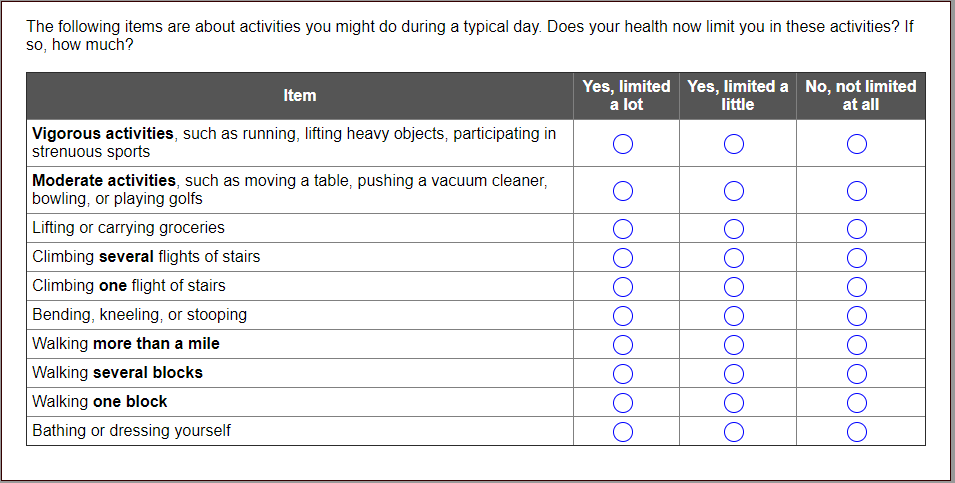 The following items are about activities you might do during a typical day. Does your health now limit you in these activities? If
so, how much?
Item
Yes, limited
a lot
Yes, limited a
little
No, not limited
at all
Vigorous activities, such as running, lifting heavy objects, participating in
strenuous sports
Moderate activities, such as moving a table, pushing a vacuum cleaner,
bowling, or playing golfs
Lifting or carrying groceries
Climbing several flights of stairs
Climbing one flight of stairs
Bending, kneeling, or stooping
Walking more than a mile
Walking several blocks
Walking one block
Bathing or dressing yourself